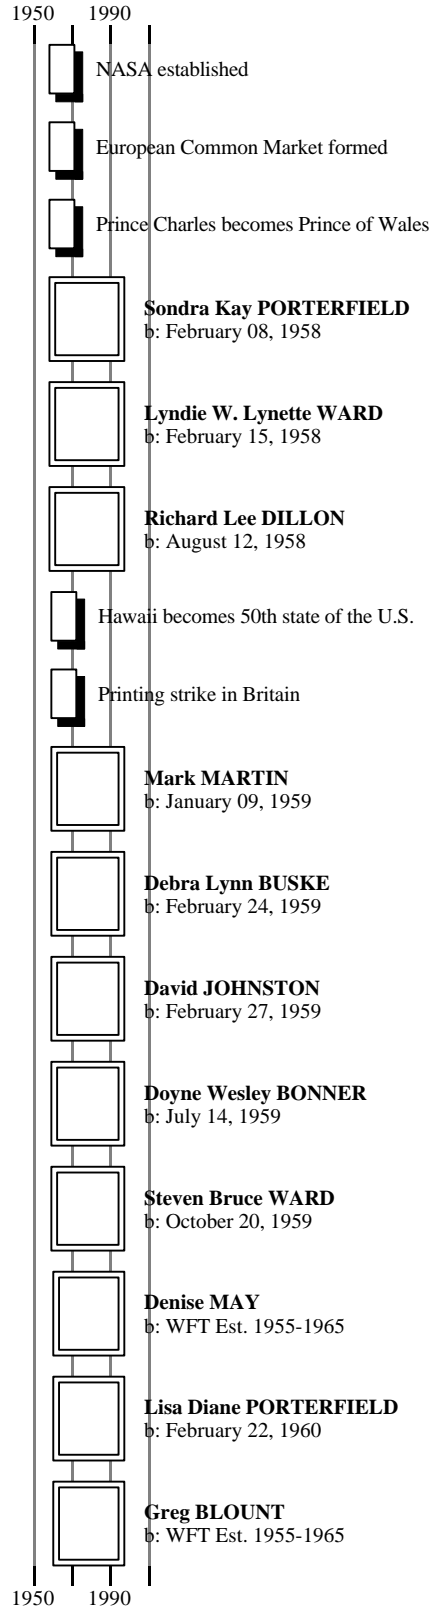 1950 1990
NASA established
European Common Market formed
Prince Charles becomes Prince of Wales
Sondra Kay PORTERFIELD
b: February 08, 1958
Lyndie W. Lynette WARD
b: February 15, 1958
Richard Lee DILLON
b: August 12, 1958
Hawaii becomes 50th state of the U.S.
Printing strike in Britain
Mark MARTIN
b: January 09, 1959
Debra Lynn BUSKE
b: February 24, 1959
David JOHNSTON
b: February 27, 1959
Doyne Wesley BONNER
b: July 14, 1959
Steven Bruce WARD
b: October 20, 1959
Denise MAY
b: WFT Est. 1955-1965
Lisa Diane PORTERFIELD
b: February 22, 1960
Greg BLOUNT
b: WFT Est. 1955-1965
1950 1990